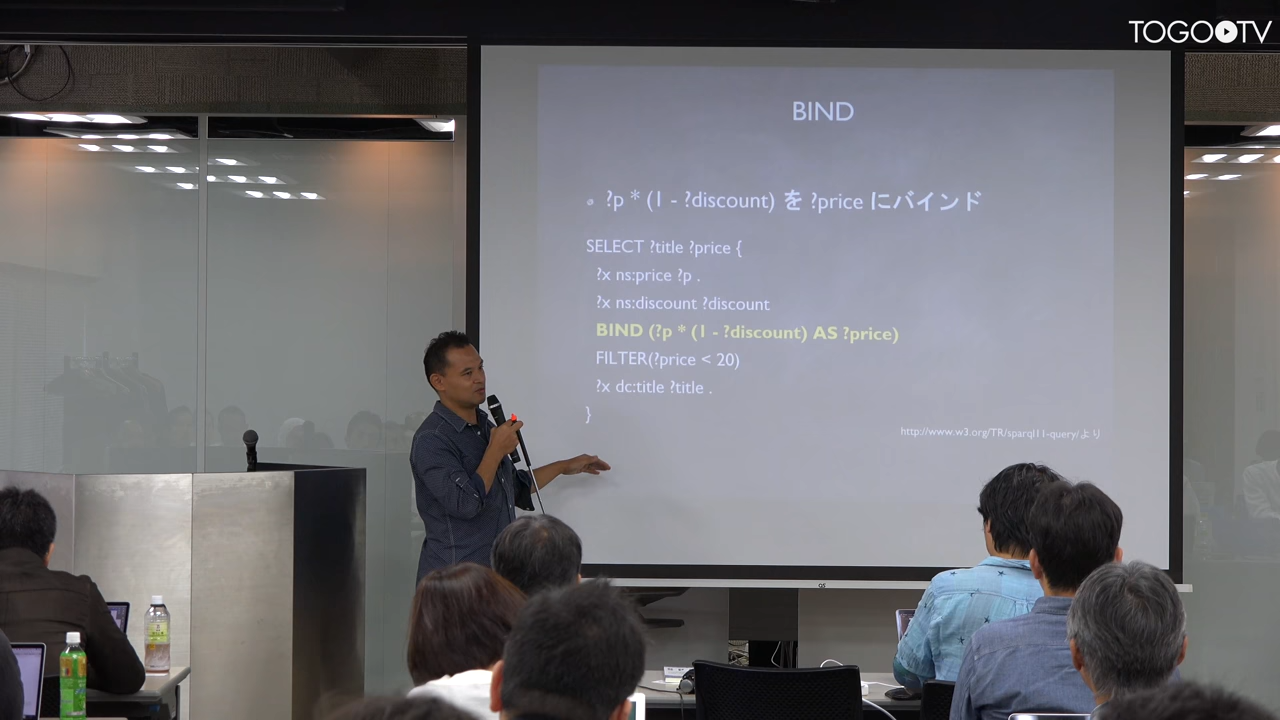 TOGO TV
BIND
?p * (1 - ?discount) を ?price にバインド
SELECT ?title ?price {
?x ns:price ?p .
?x ns:discount ?discount
BIND (?p * (1 - ?discount) AS ?price)
FILTER(?price < 20)
?x dc:title ?title .
}
http://www.w3.org/TR/sparql11-query/より